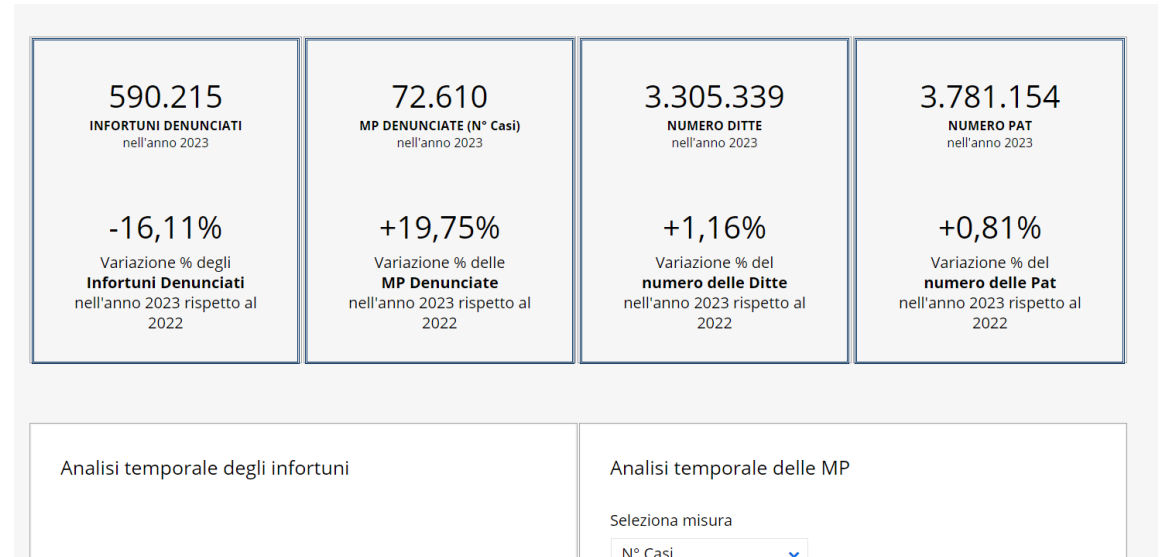 590.215
INFORTUNI DENUNCIATI
nell'anno 2023
-16,11%
Variazione % degli
Infortuni Denunciati
nell'anno 2023 rispetto al
2022
72.610
MP DENUNCIATE (N° Casi)
nell'anno 2023
+19,75%
Variazione % delle
MP Denunciate
nell'anno 2023 rispetto al
2022
3.305.339
NUMERO DITTE
nell'anno 2023
+1,16%
Variazione % del
numero delle Ditte
nell'anno 2023 rispetto al
2022
3.781.154
NUMERO PAT
nell'anno 2023
+0,81%
Variazione % del
numero delle Pat
nell'anno 2023 rispetto al
2022
Analisi temporale degli infortuni
Analisi temporale delle MP
Seleziona misura
N° Casi